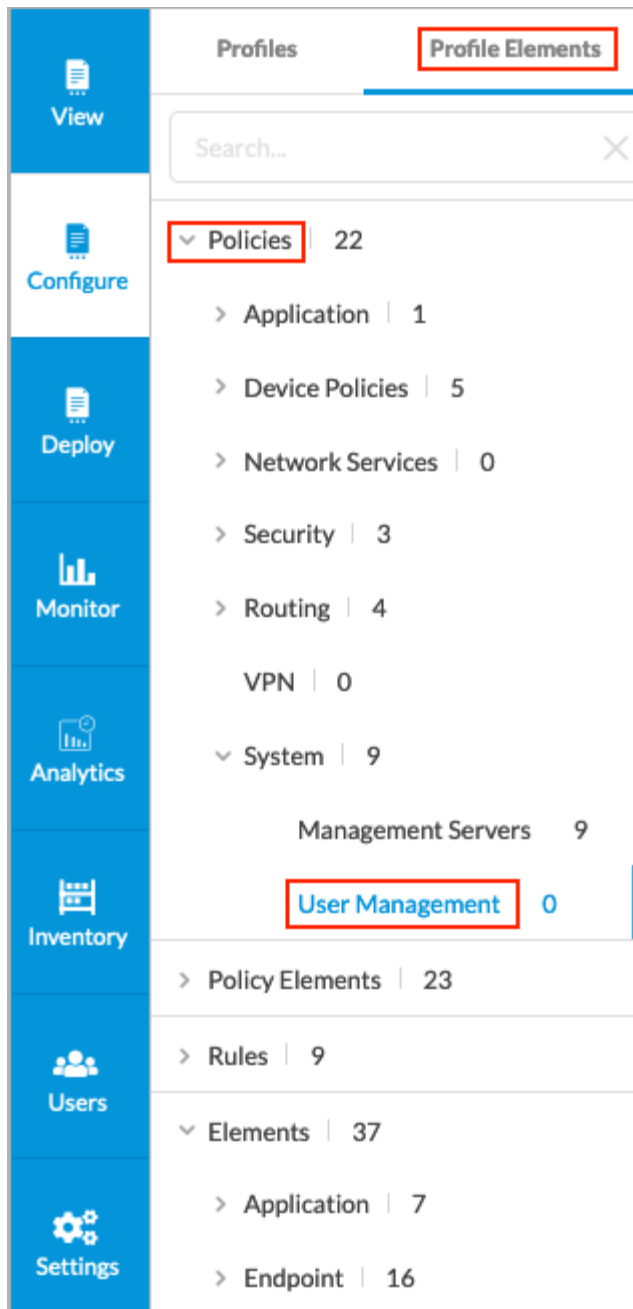 View
Configure
Deploy
Monitor
Analytics
Inventory
Users
Settings
Profiles
Profile Elements
Search...
Policies 22
Application 1
Device Policies 5
Network Services 0
Security 3
Routing 4
VPN 0
System 9
Management Servers 9
User Management 0
Policy Elements 23
Rules 9
Elements 37
Application 7
Endpoint 16